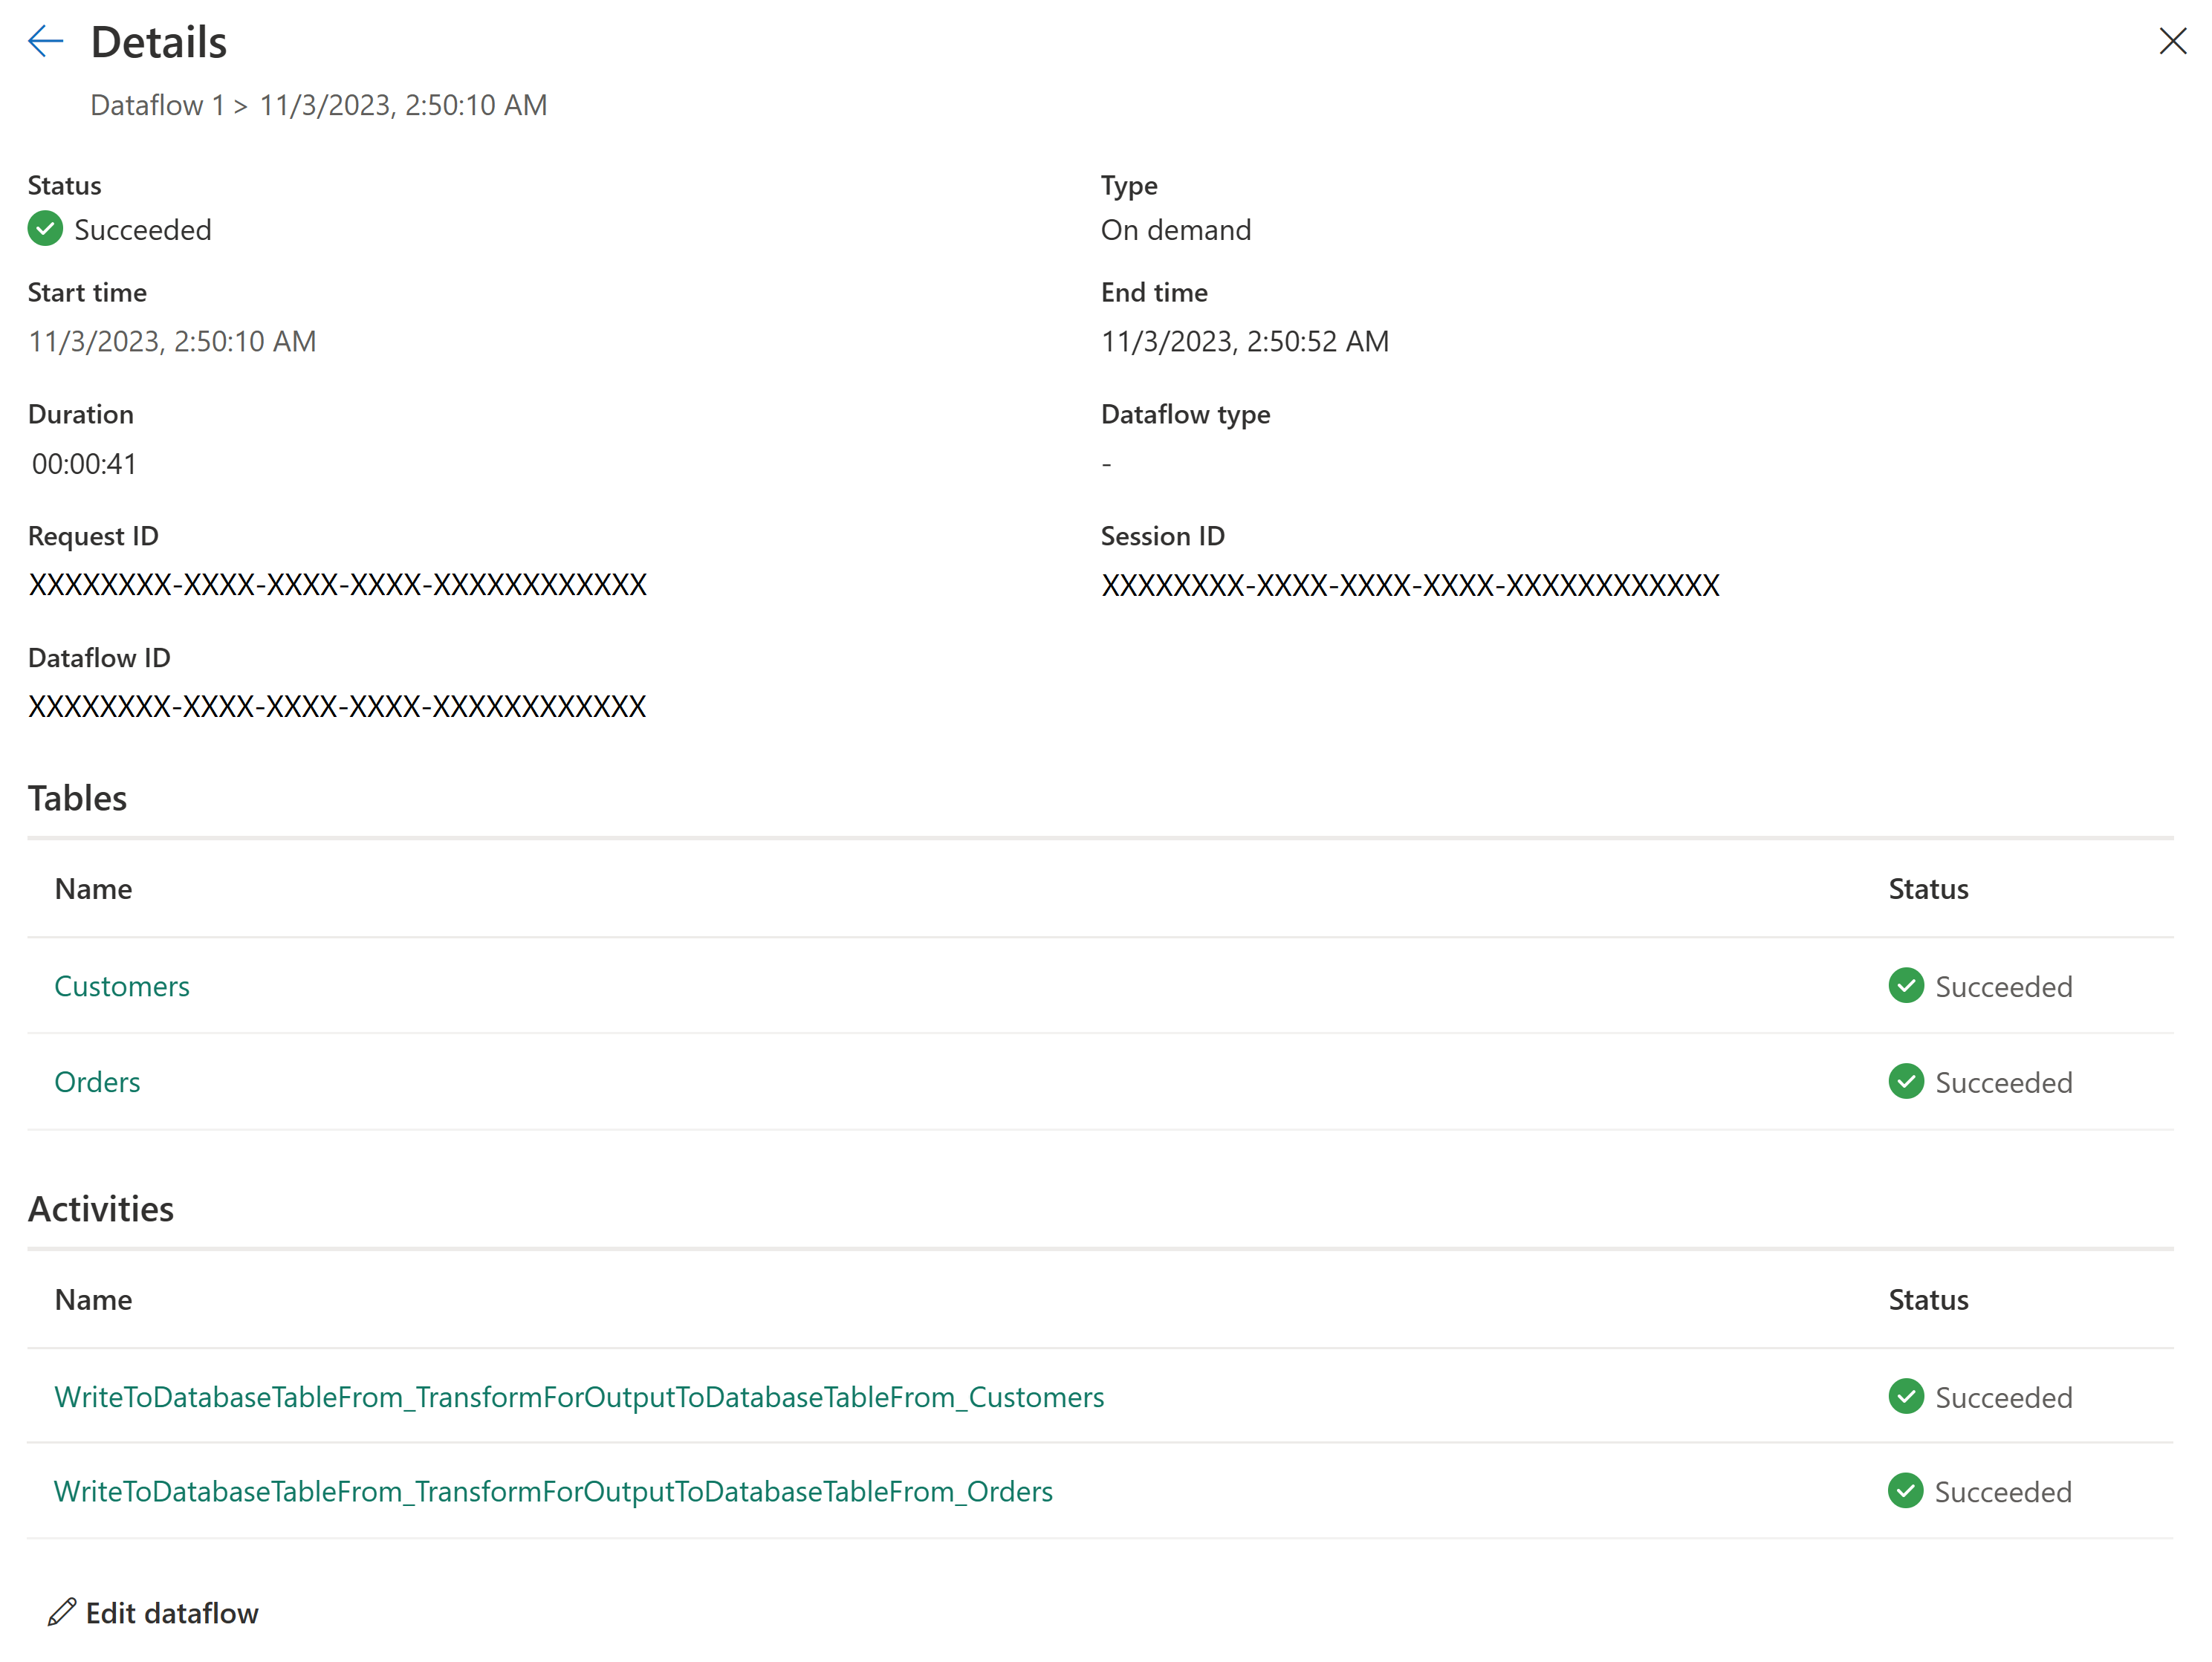 Details
Dataflow 1 > 11/3/2023, 2:50:10 AM
Status
Type
Succeeded
On demand
Start time
End time
11/3/2023, 2:50:10 AM
11/3/2023, 2:50:52 AM
Duration
Dataflow type
00:00:41
-
Request ID
Session ID
XXXXXXXX-XXXX-XXXX-XXXX-XXXXXXXXXXXX
XXXXXXXX-XXXX-XXXX-XXXX-XXXXXXXXXXXX
Dataflow ID
XXXXXXXX-XXXX-XXXX-XXXX-XXXXXXXXXXXX
Tables
Name Status
Customers Succeeded
Orders Succeeded
Activities
Name Status
WriteToDatabaseTableFrom_TransformForOutputToDatabaseTableFrom_Customers Succeeded
WriteToDatabaseTableFrom_TransformForOutputToDatabaseTableFrom_Orders Succeeded
Edit dataflow